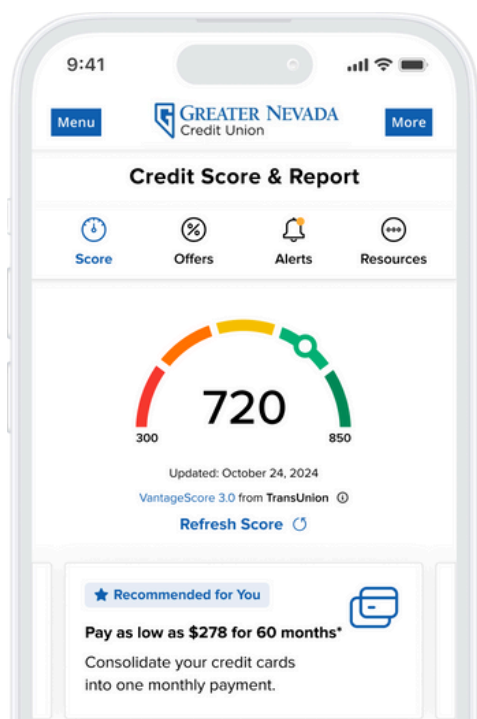 9:41
Menu
GREATER NEVADA
Credit Union
More
Credit Score & Report
Score
Offers
Alerts
Resources
720
300
850
Updated: October 24, 2024
VantageScore 3.0 from TransUnion
Refresh Score
Recommended for You
Pay as low as $278 for 60 months*
Consolidate your credit cards
into one monthly payment.